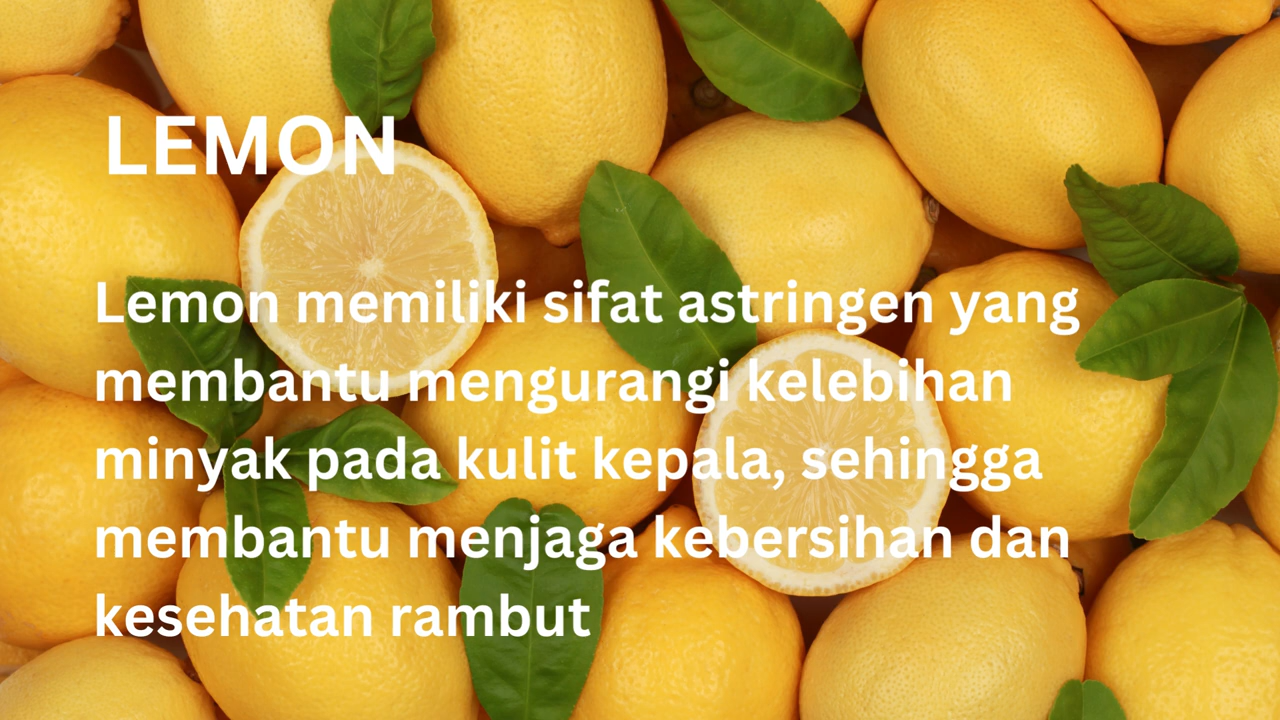 LEMON
Lemon memiliki sifat astringen yang
membantu mengurangi kelebihan
minyak pada kulit kepala, sehingga
membantu menjaga kebersihan dan
kesehatan rambut